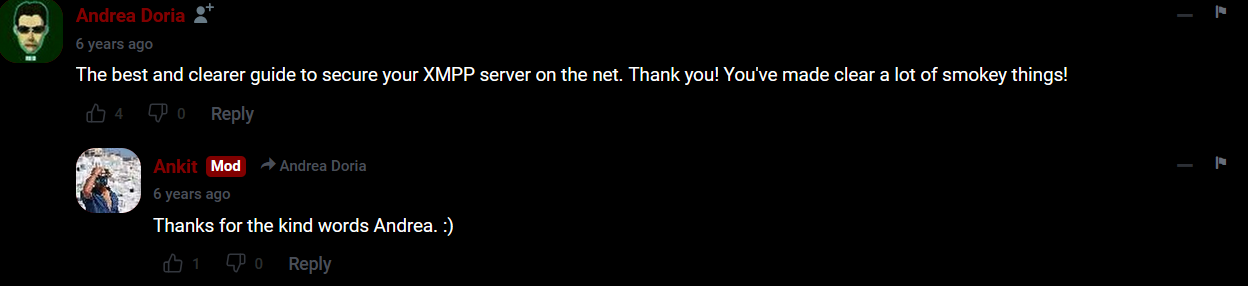 Andrea Doria
6 years ago
The best and clearer guide to secure your XMPP server on the net. Thank you! You've made clear a lot of smokey things!
4 0 Reply
Ankit Mod Andrea Doria
6 years ago
Thanks for the kind words Andrea. :)
1 0 Reply